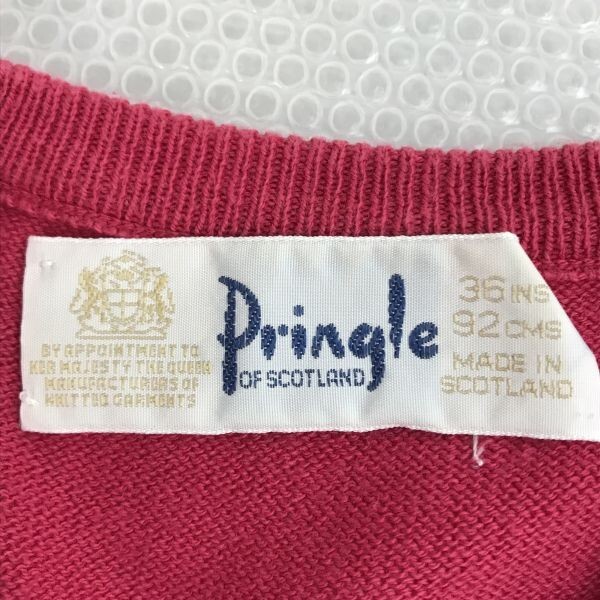 BY APPOINTMENT TO
HER MAJESTY THE QUEEN
MANUFACTURERS OF
KNITTED GARMENTS
Pringle
OF SCOTLAND
36 INS
92 CMS
MADE IN
SCOTLAND